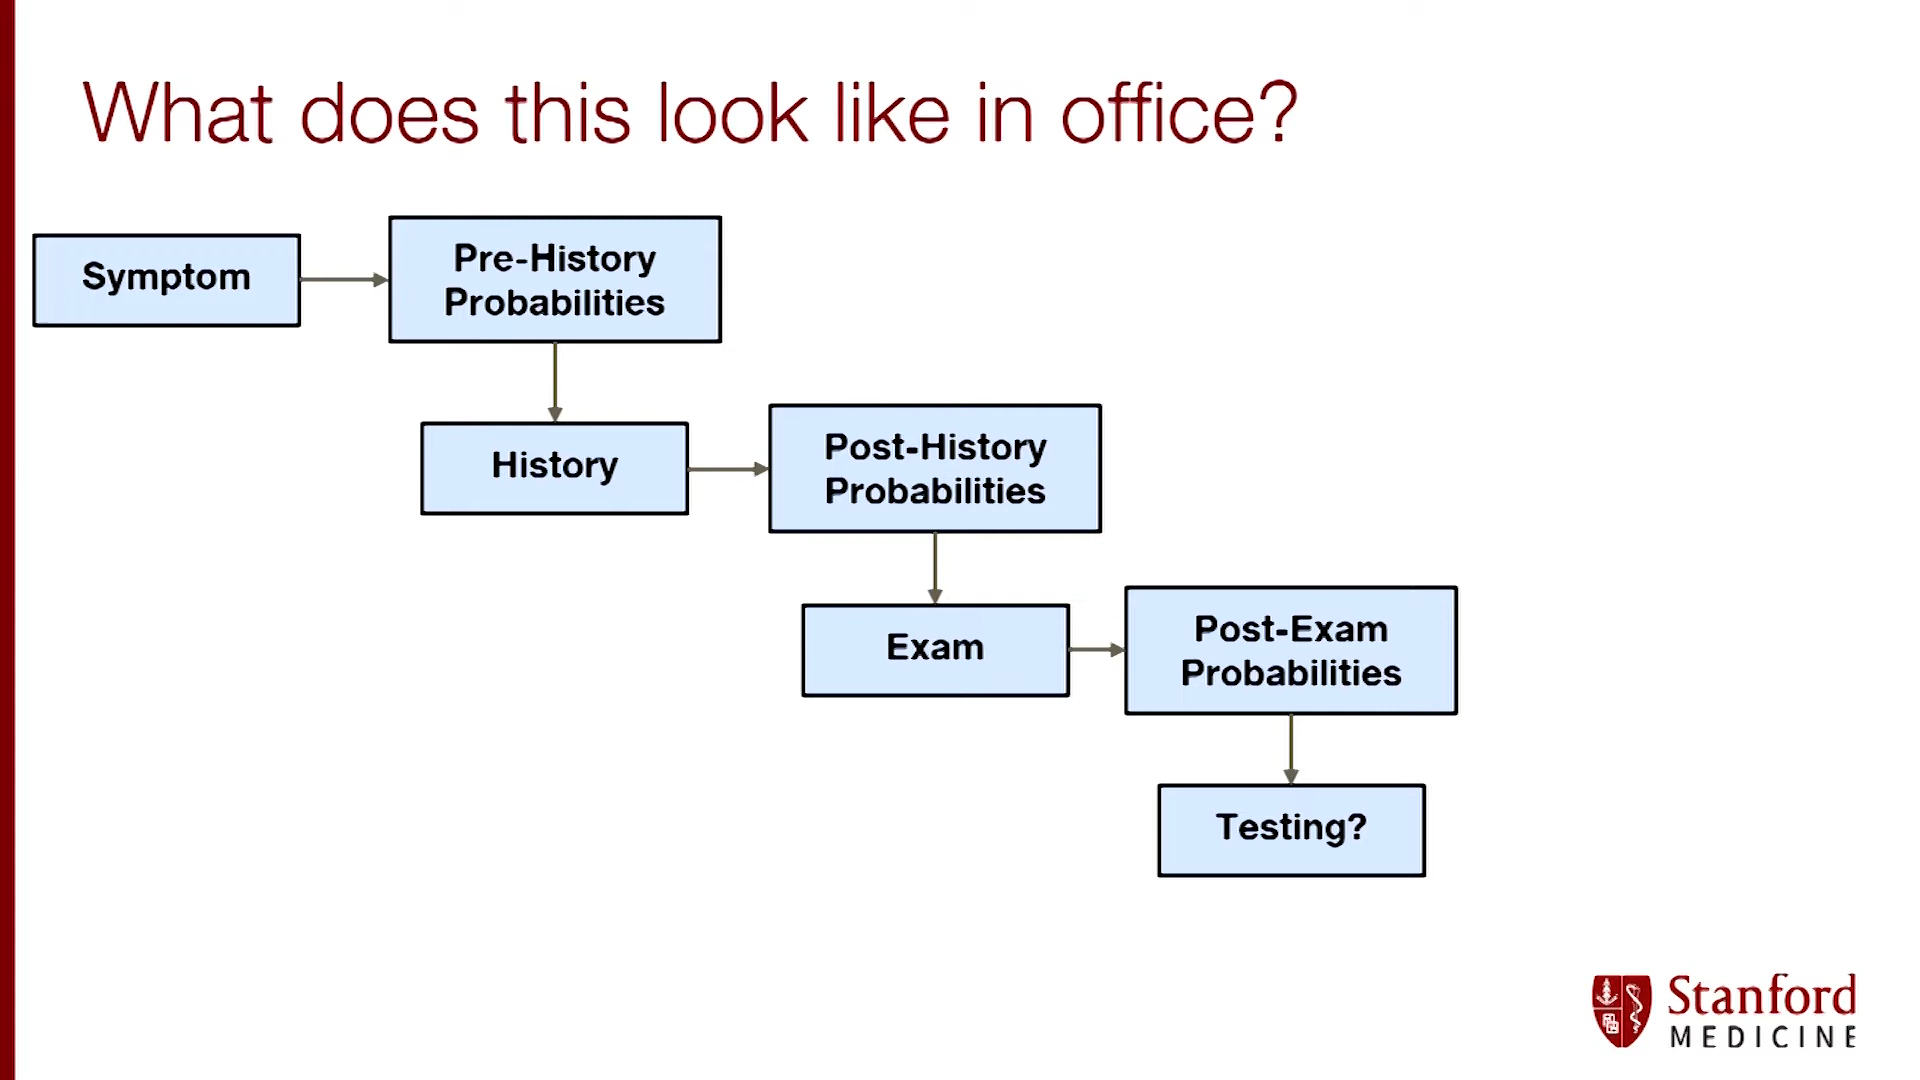 What does this look like in office?
Symptom
Pre-History
Probabilities
History
Post-History
Probabilities
Exam
Post-Exam
Probabilities
Testing?
Stanford
MEDICINE